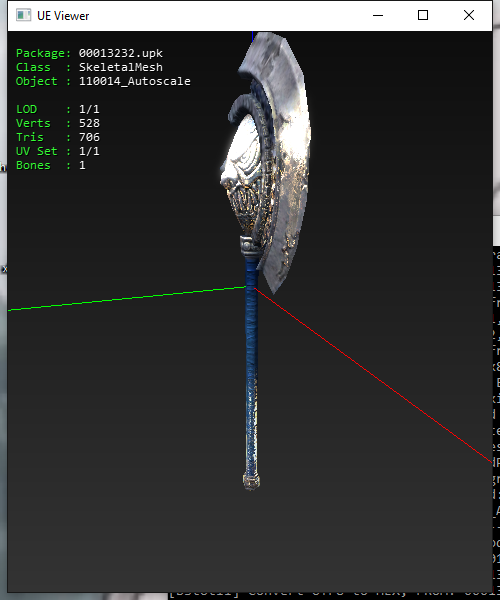 UE Viewer
Package: 00013232.upk
Class  : SkeletalMesh
Object : 110014_Autoscale
LOD    : 1/1
Verts  : 528
Tris   : 706
UV Set : 1/1
Bones  : 1